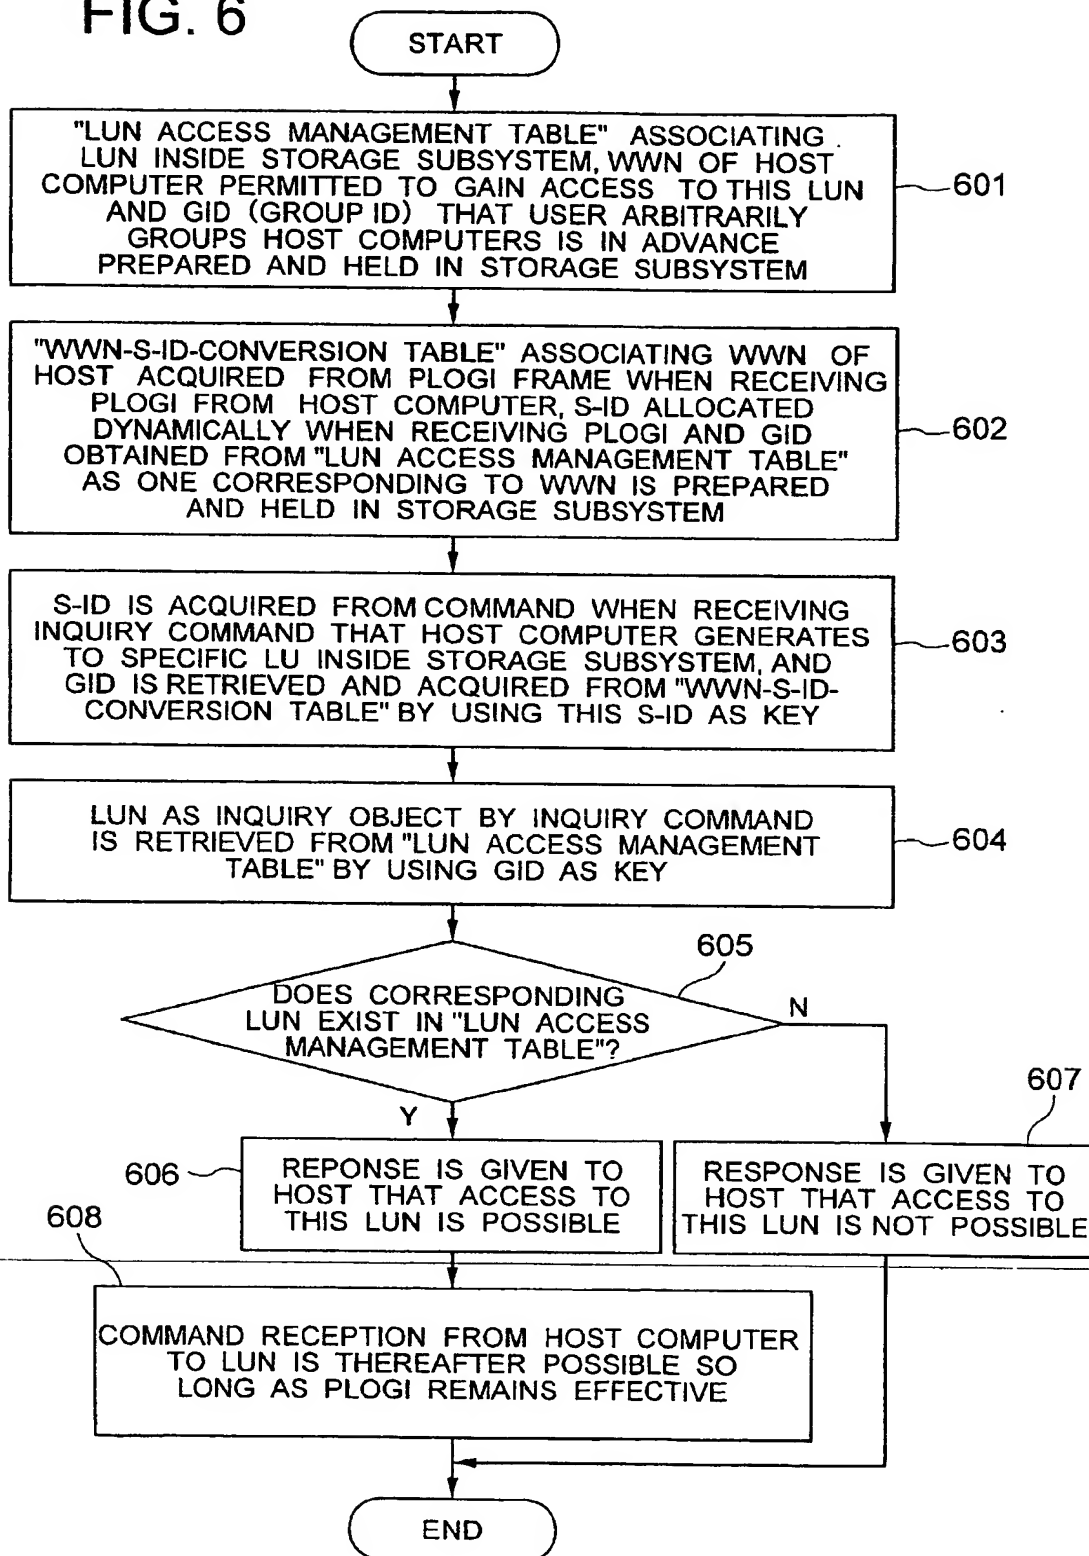 FIG. 6
START
"LUN ACCESS MANAGEMENT TABLE" ASSOCIATING
LUN INSIDE STORAGE SUBSYSTEM, WWN OF HOST
COMPUTER PERMITTED TO GAIN ACCESS TO THIS LUN
AND GID (GROUP ID) THAT USER ARBITRARILY
GROUPS HOST COMPUTERS IS IN ADVANCE
PREPARED AND HELD IN STORAGE SUBSYSTEM
601
"WWN-S-ID-CONVERSION TABLE" ASSOCIATING WWN OF
HOST ACQUIRED FROM PLOGI FRAME WHEN RECEIVING
PLOGI FROM HOST COMPUTER, S-ID ALLOCATED
DYNAMICALLY WHEN RECEIVING PLOGI AND GID
OBTAINED FROM "LUN ACCESS MANAGEMENT TABLE"
AS ONE CORRESPONDING TO WWN IS PREPARED
AND HELD IN STORAGE SUBSYSTEM
602
S-ID IS ACQUIRED FROM COMMAND WHEN RECEIVING
INQUIRY COMMAND THAT HOST COMPUTER GENERATES
TO SPECIFIC LU INSIDE STORAGE SUBSYSTEM, AND
GID IS RETRIEVED AND ACQUIRED FROM "WWN-S-ID-
CONVERSION TABLE" BY USING THIS S-ID AS KEY
603
LUN AS INQUIRY OBJECT BY INQUIRY COMMAND
IS RETRIEVED FROM "LUN ACCESS MANAGEMENT
TABLE" BY USING GID AS KEY
604
605
DOES CORRESPONDING
LUN EXIST IN "LUN ACCESS
MANAGEMENT TABLE"?
N
Y
607
606
REPONSE IS GIVEN TO
HOST THAT ACCESS TO
THIS LUN IS POSSIBLE
RESPONSE IS GIVEN TO
HOST THAT ACCESS TO
THIS LUN IS NOT POSSIBLE
608
COMMAND RECEPTION FROM HOST COMPUTER
TO LUN IS THEREAFTER POSSIBLE SO
LONG AS PLOGI REMAINS EFFECTIVE
END